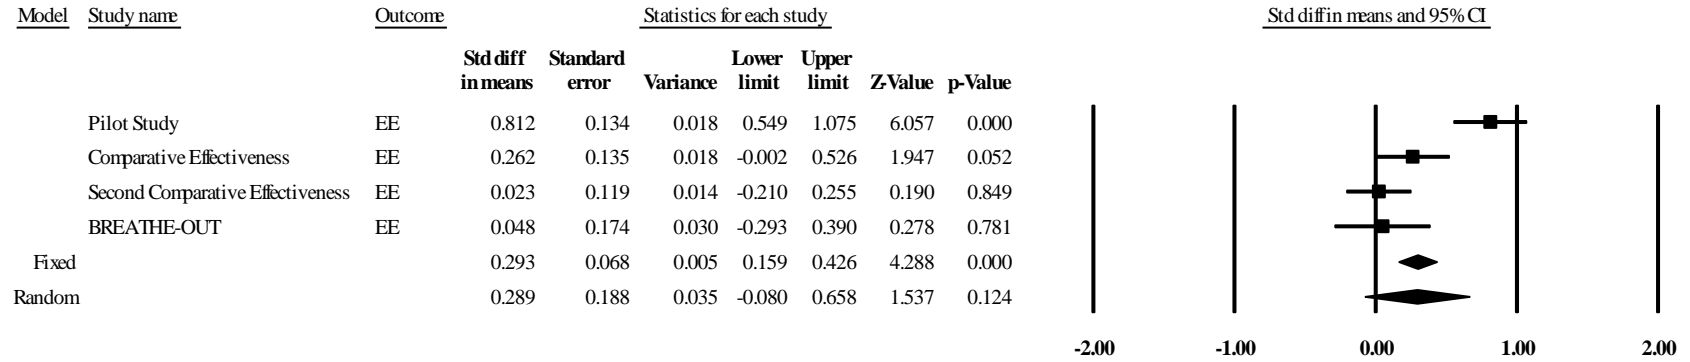 Model Study name Outcome Statistics for each study Std diff in means and 95% CI
Std diff Standard Lower Upper
in means error Variance limit limit Z-Value p-Value
Pilot Study EE 0.812 0.134 0.018 0.549 1.075 6.057 0.000
Comparative Effectiveness EE 0.262 0.135 0.018 -0.002 0.526 1.947 0.052
Second Comparative Effectiveness EE 0.023 0.119 0.014 -0.210 0.255 0.190 0.849
BREATHE-OUT EE 0.048 0.174 0.030 -0.293 0.390 0.278 0.781
Fixed 0.293 0.068 0.005 0.159 0.426 4.288 0.000
Random 0.289 0.188 0.035 -0.080 0.658 1.537 0.124
-2.00 -1.00 0.00 1.00 2.00